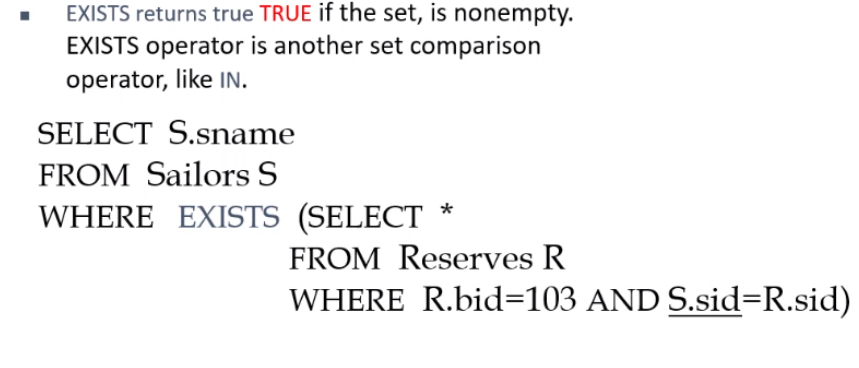 ▪ EXISTS returns true TRUE if the set, is nonempty.
EXISTS operator is another set comparison
operator, like IN.
SELECT S.sname
FROM Sailors S
WHERE EXISTS (SELECT *
FROM Reserves R
WHERE R.bid=103 AND S.sid=R.sid)